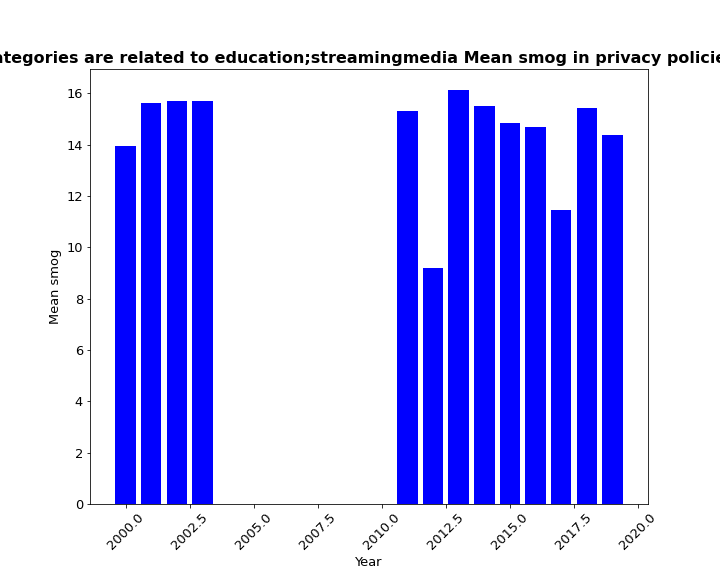 ategories are related to education;streamingmedia Mean smog in privacy policie
16
14
12
10
8
6
4
2
0
Mean smog
2000.0 2002.5 2005.0 2007.5 2010.0 2012.5 2015.0 2017.5 2020.0
Year